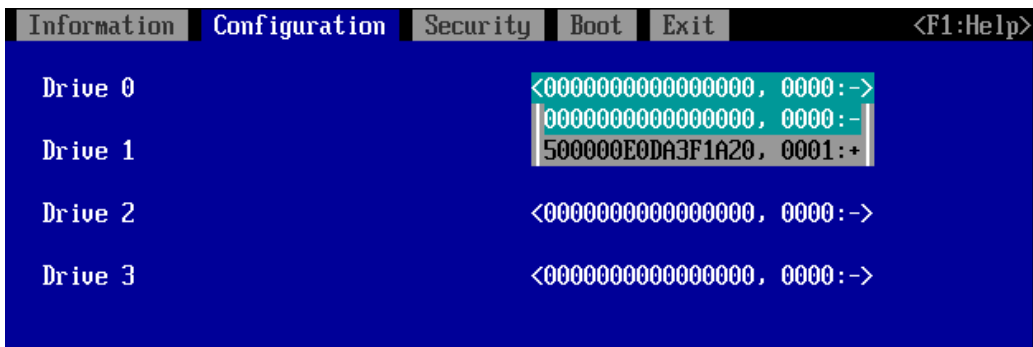 Information Configuration Security Boot Exit <F1:Help>
Drive 0 <0000000000000000, 0000:->
0000000000000000, 0000:-
Drive 1 500000E0DA3F1A20, 0001:+
Drive 2 <0000000000000000, 0000:->
Drive 3 <0000000000000000, 0000:->